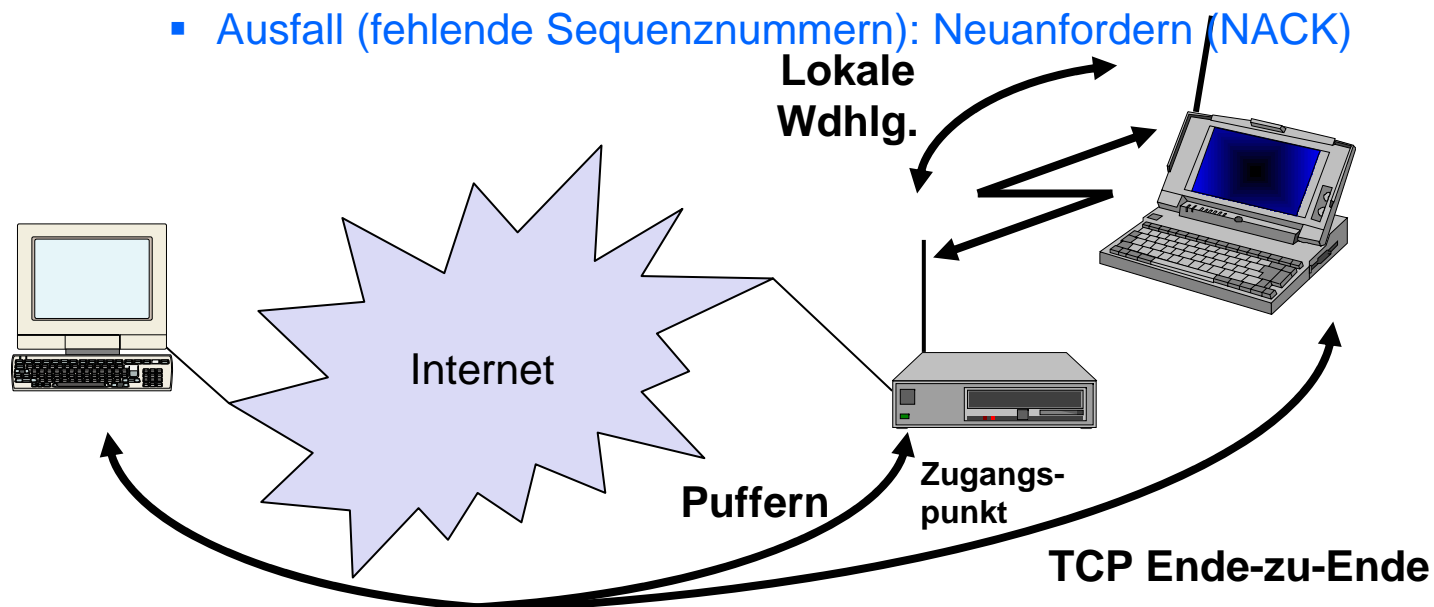 ▪ Ausfall (fehlende Sequenznummern): Neuanfordern (NACK)
Lokale
Wdhlg.
Internet
Puffern
Zugangs-
punkt
TCP Ende-zu-Ende